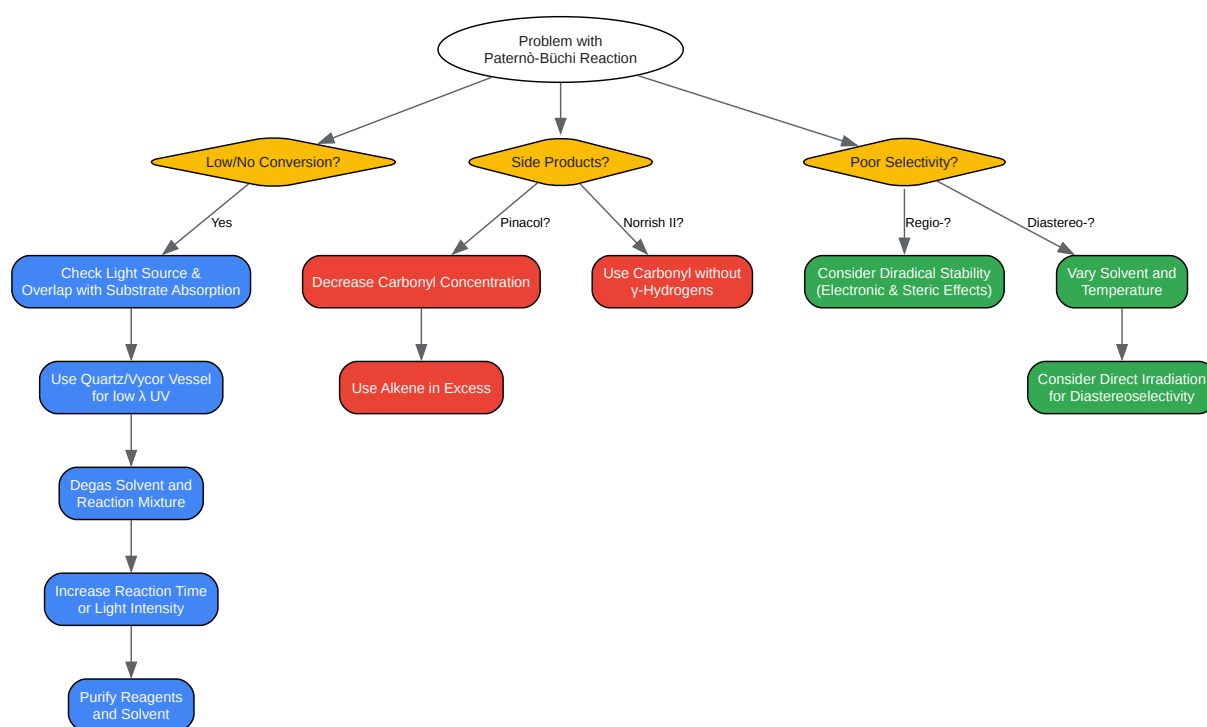 Problem with
Paternò-Büchi Reaction
Low/No Conversion?
Side Products?
Poor Selectivity?
Yes
Pinacol?
Norrish II?
Regio-?
Diastereo-?
Check Light Source &
Overlap with Substrate Absorption
Decrease Carbonyl Concentration
Use Carbonyl without
γ-Hydrogens
Consider Diradical Stability
(Electronic & Steric Effects)
Vary Solvent and
Temperature
Use Quartz/Vycor Vessel
for low λ UV
Use Alkene in Excess
Consider Direct Irradiation
for Diastereoselectivity
Degas Solvent and
Reaction Mixture
Increase Reaction Time
or Light Intensity
Purify Reagents
and Solvent